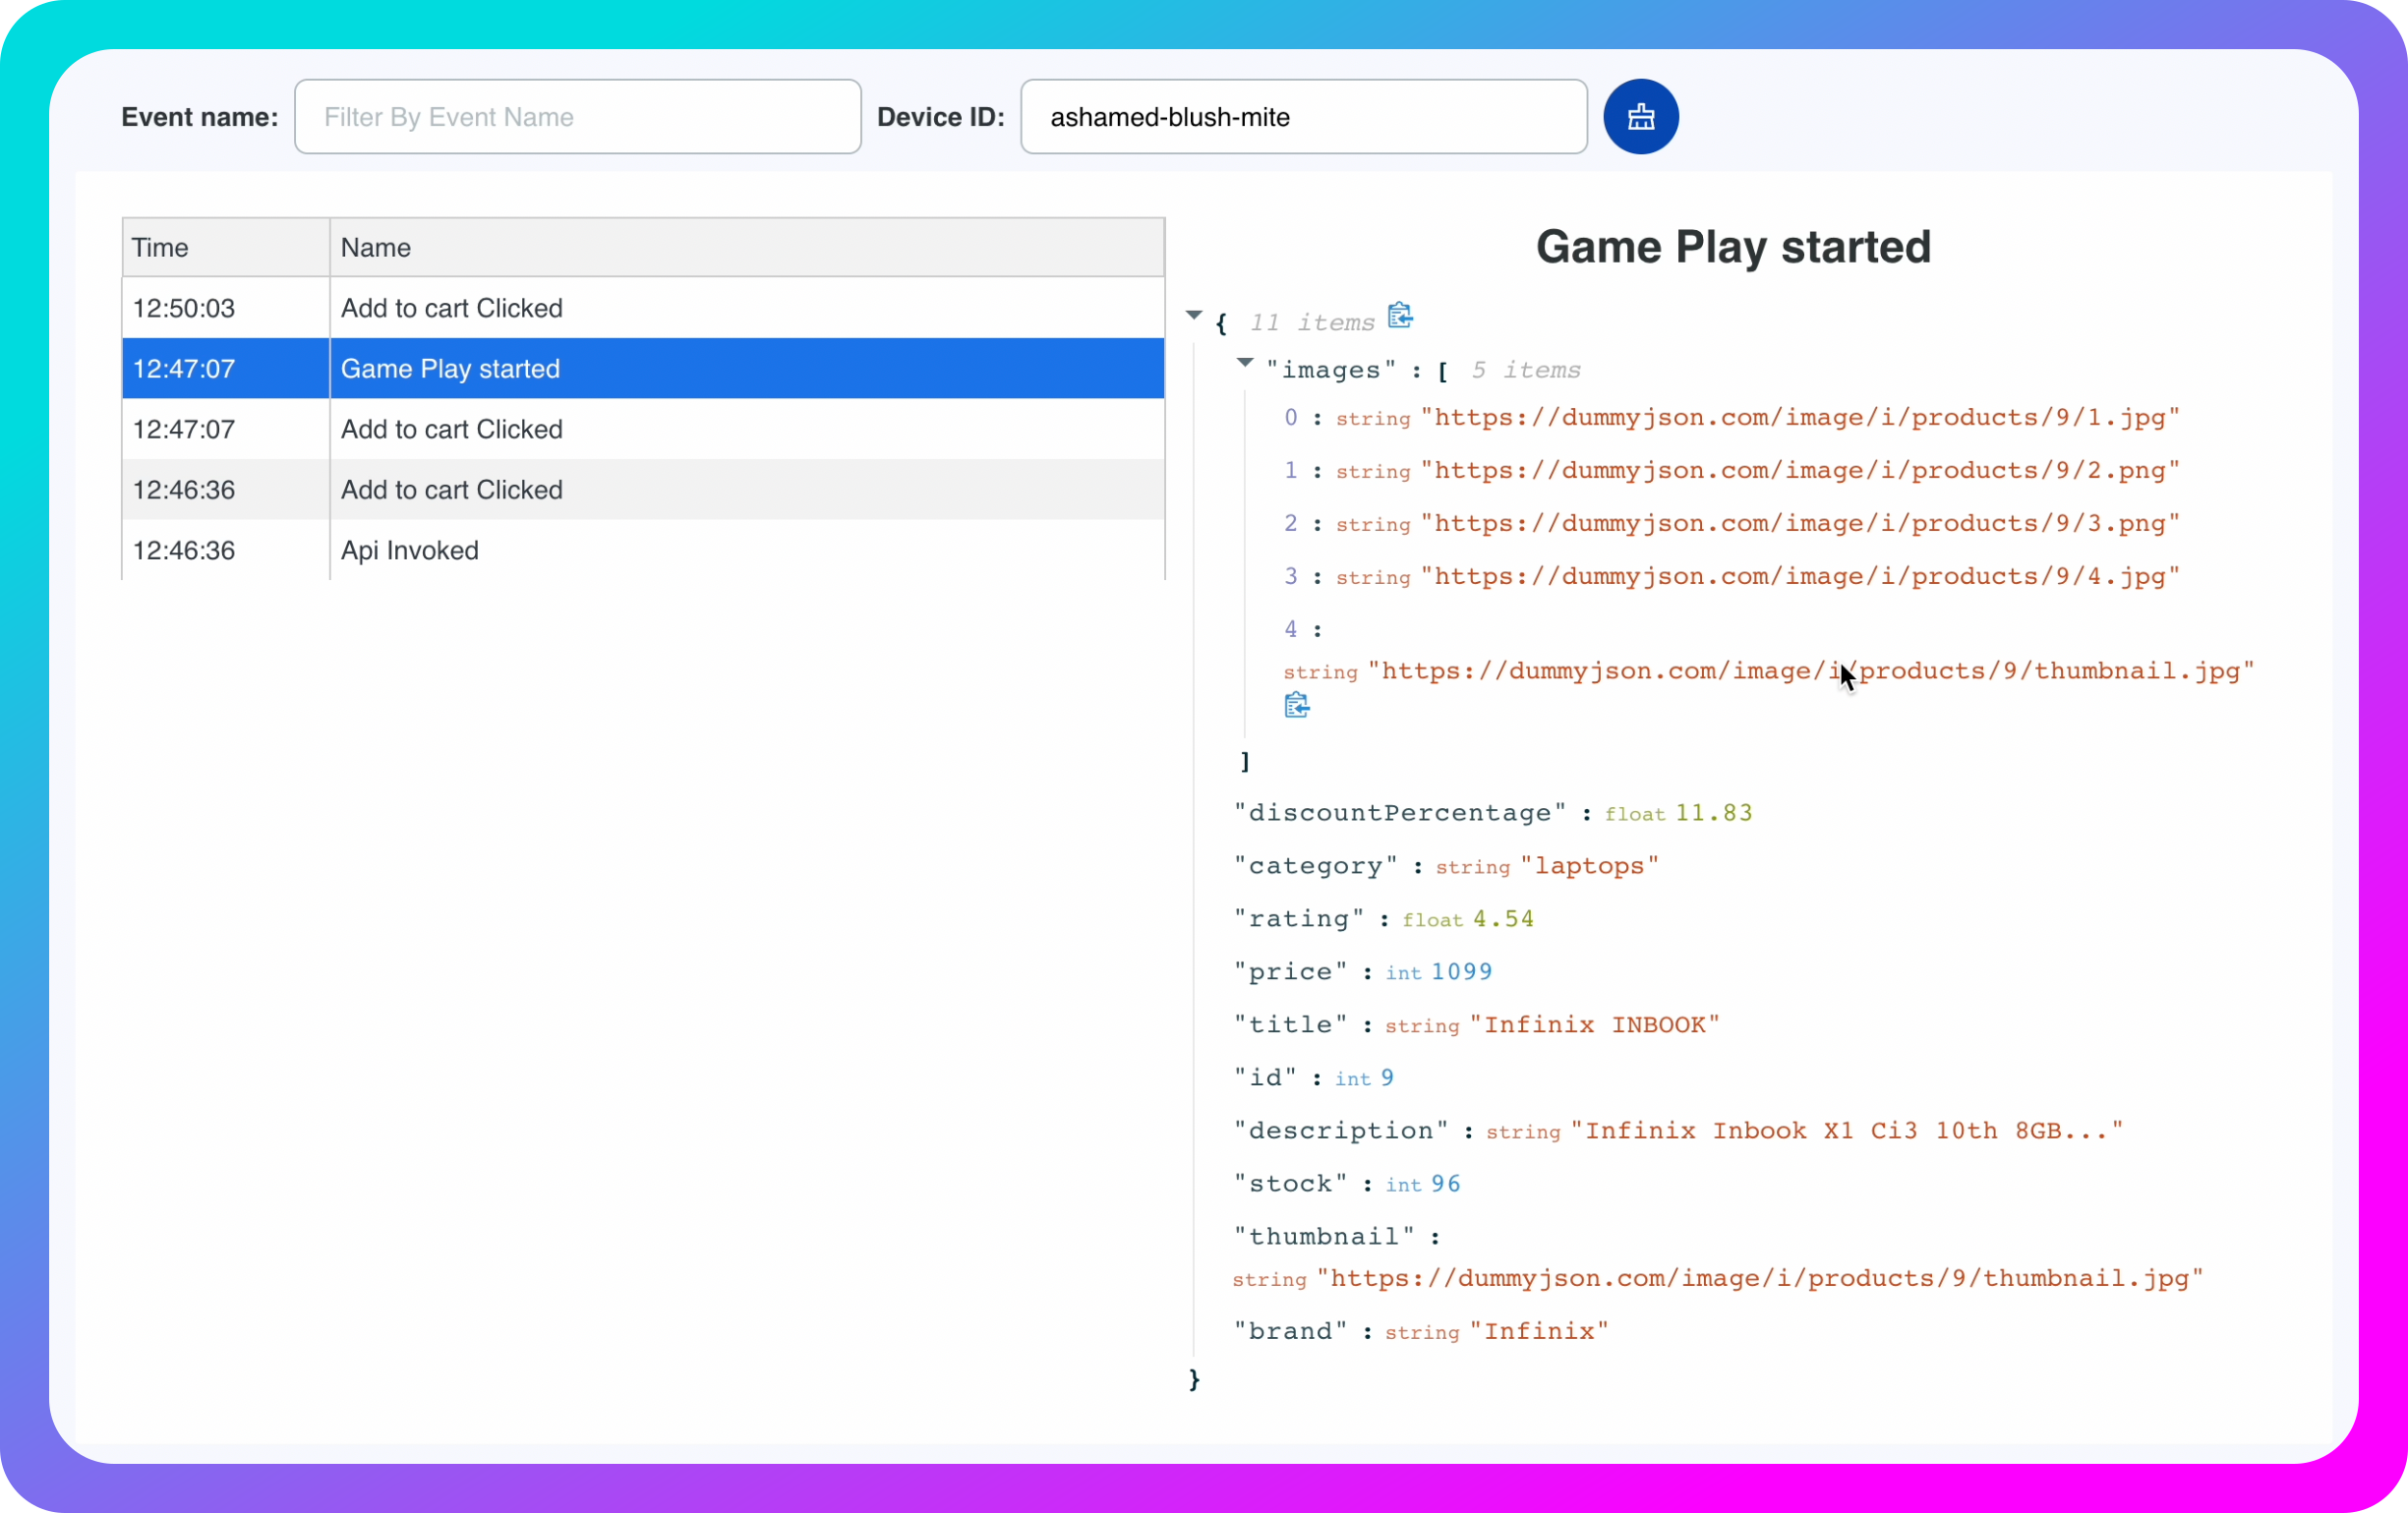 Event name: Filter By Event Name Device ID: ashamed-blush-mite
Time Name
12:50:03 Add to cart Clicked
12:47:07 Game Play started
12:47:07 Add to cart Clicked
12:46:36 Add to cart Clicked
12:46:36 Api Invoked
Game Play started
{ 11 items
"images" : [ 5 items
0 : string "https://dummyjson.com/image/i/products/9/1.jpg"
1 : string "https://dummyjson.com/image/i/products/9/2.png"
2 : string "https://dummyjson.com/image/i/products/9/3.png"
3 : string "https://dummyjson.com/image/i/products/9/4.jpg"
4 :
string "https://dummyjson.com/image/i/products/9/thumbnail.jpg"
]
"discountPercentage" : float 11.83
"category" : string "laptops"
"rating" : float 4.54
"price" : int 1099
"title" : string "Infinix INBOOK"
"id" : int 9
"description" : string "Infinix Inbook X1 Ci3 10th 8GB..."
"stock" : int 96
"thumbnail" :
string "https://dummyjson.com/image/i/products/9/thumbnail.jpg"
"brand" : string "Infinix"
}